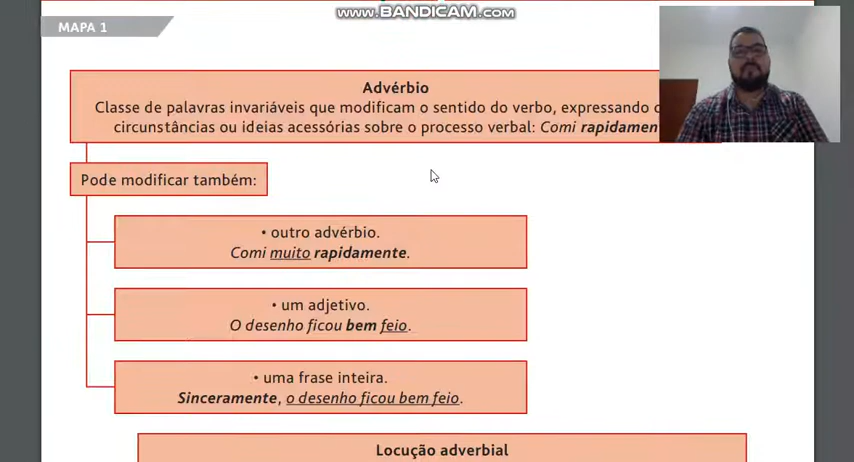 www.BANDICAM.com
MAPA 1
Advérbio
Classe de palavras invariáveis que modificam o sentido do verbo, expressando
circunstâncias ou ideias acessórias sobre o processo verbal: Comi rapidamen
Pode modificar também:
• outro advérbio.
Comi muito rapidamente.
• um adjetivo.
O desenho ficou bem feio.
• uma frase inteira.
Sinceramente, o desenho ficou bem feio.
Locução adverbial